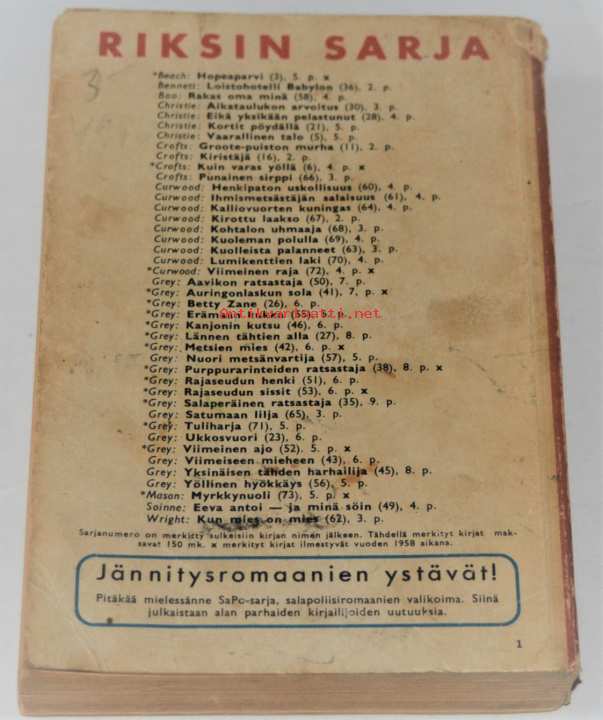 RIKSIN SARJA
3
*Beach: Hopeaparvi (3), 5. p. x
Bennett: Loistohotelli Babylon (36), 2. p.
Boo: Rakas oma minä (58), 4. p.
Christie: Aikataulukon arvoitus (30), 3. p.
Christie: Eikä yksikään pelastunut (28), 4. p.
Christie: Kortit pöydällä (21), 5. p.
Christie: Vaarallinen talo (5), 5. p.
Crofts: Groote-puiston murha (11), 2. p.
Crofts: Kiristäjä (16), 2. p.
*Crofts: Kuin varas yöllä (6), 4. p. x
Crofts: Punainen sirppi (66), 3. p.
Curwood: Henkipaton uskollisuus (60), 4. p.
Curwood: Ihmismetsästäjän salaisuus (61), 4. p.
Curwood: Kalliovuorten kuningas (64), 4. p.
Curwood: Kirottu laakso (67), 2. p.
Curwood: Kohtalon uhmaaja (68), 3. p.
Curwood: Kuoleman polulla (69), 4. p.
Curwood: Kuolleista palanneet (63), 3. p.
Curwood: Lumikenttien laki (70), 4. p.
*Curwood: Viimeinen raja (72), 4. p. x
Grey: Aavikon ratsastaja (50), 7. p.
*Grey: Auringonlaskun sola (41), 7. p. x
*Grey: Betty Zane (26), 6. p.
*Grey: Erämaan (55), 6. p.
antikvariaatti.net
*Grey: Kanjonin kutsu (46), 6. p.
*Grey: Lännen tähtien alla (27), 8. p.
*Grey: Metsien mies (42), 6. p. x
Grey: Nuori metsänvartija (57), 5. p.
*Grey: Purppurarinteiden ratsastaja (38), 8. p. x
*Grey: Rajaseudun henki (51), 6. p.
*Grey: Rajaseudun sissit (53), 6. p. x
*Grey: Salaperäinen ratsastaja (35), 9. p.
Grey: Satumaan lilja (65), 3. p.
*Grey: Tuliharja (71), 5. p.
Grey: Ukkosvuori (23), 6. p.
*Grey: Viimeinen ajo (52), 5. p. x
Grey: Viimeiseen mieheen (43), 6. p.
Grey: Yksinäisen tähden harhailija (45), 8. p.
Grey: Yöllinen hyökkäys (56), 5. p.
*Masan: Myrkkynuoli (73), 5. p. x
Soinne: Eeva antoi — ja minä söin (49), 4. p.
Wright: Kun mies on mies (62), 3. p.
Sarjanumero on merkitty sulkeisiin kirjan nimen jälkeen. Tähdellä merkityt kirjat mak-
savat 150 mk. x merkityt kirjat ilmestyvät vuoden 1958 aikana.
Jännitysromaanien ystävät!
Pitäkää mielessänne SaPo-sarja, salapoliisiromaanien valikoima. Siinä
julkaistaan alan parhaiden kirjailijoiden uutuuksia.
1